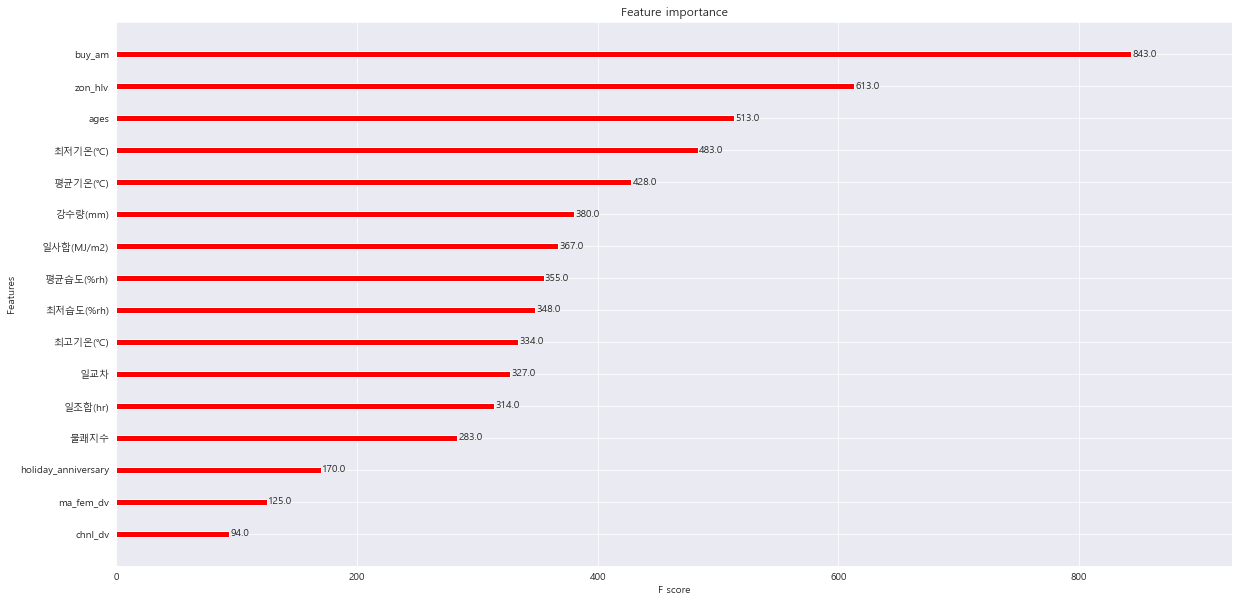 Feature importance
buy_am 843.0
zon_hlv 613.0
ages 513.0
최저기온(℃) 483.0
평균기온(℃) 428.0
강수량(mm) 380.0
일사합(MJ/m2) 367.0
평균습도(%rh) 355.0
최저습도(%rh) 348.0
최고기온(℃) 334.0
일교차 327.0
일조합(hr) 314.0
불쾌지수 283.0
holiday_anniversary 170.0
ma_fem_dv 125.0
chnl_dv 94.0
Features
0 200 400 600 800
F score